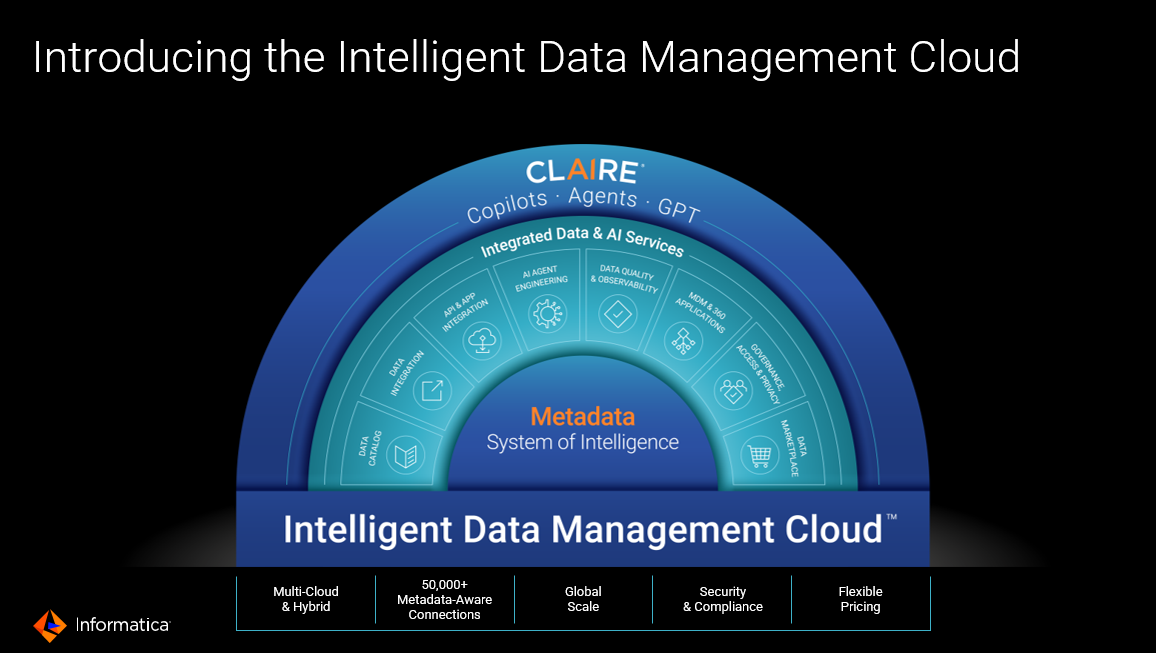 Introducing the Intelligent Data Management Cloud
CLAIRE®
Copilots · Agents · GPT
Integrated Data & AI Services
DATA
CATALOG
DATA
INTEGRATION
API & APP
INTEGRATION
AI AGENT
ENGINEERING
DATA QUALITY
& OBSERVABILITY
MDM & 360
APPLICATIONS
GOVERNANCE,
ACCESS & PRIVACY
DATA
MARKETPLACE
Metadata
System of Intelligence
Intelligent Data Management Cloud™
Multi-Cloud
& Hybrid
50,000+
Metadata-Aware
Connections
Global
Scale
Security
& Compliance
Flexible
Pricing
Informatica